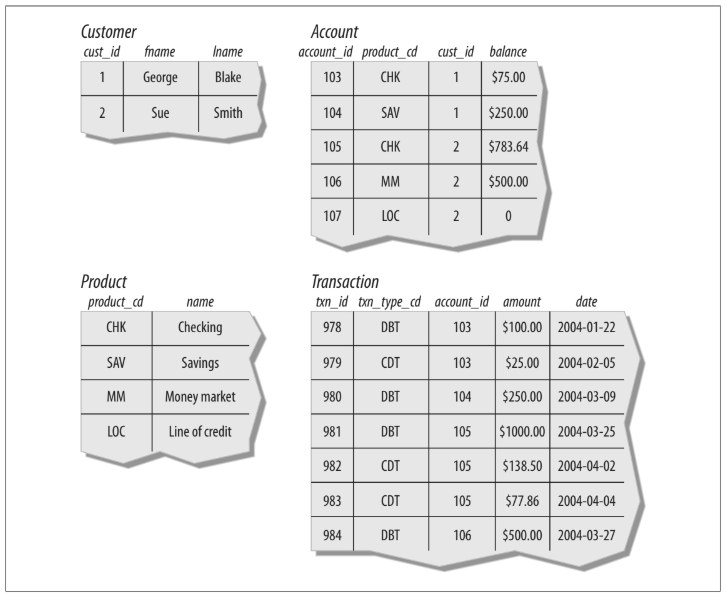 Customer
cust_id fname lname
1 George Blake
2 Sue Smith
Account
account_id product_cd cust_id balance
103 CHK 1 $75.00
104 SAV 1 $250.00
105 CHK 2 $783.64
106 MM 2 $500.00
107 LOC 2 0
Product
product_cd name
CHK Checking
SAV Savings
MM Money market
LOC Line of credit
Transaction
txn_id txn_type_cd account_id amount date
978 DBT 103 $100.00 2004-01-22
979 CDT 103 $25.00 2004-02-05
980 DBT 104 $250.00 2004-03-09
981 DBT 105 $1000.00 2004-03-25
982 CDT 105 $138.50 2004-04-02
983 CDT 105 $77.86 2004-04-04
984 DBT 106 $500.00 2004-03-27